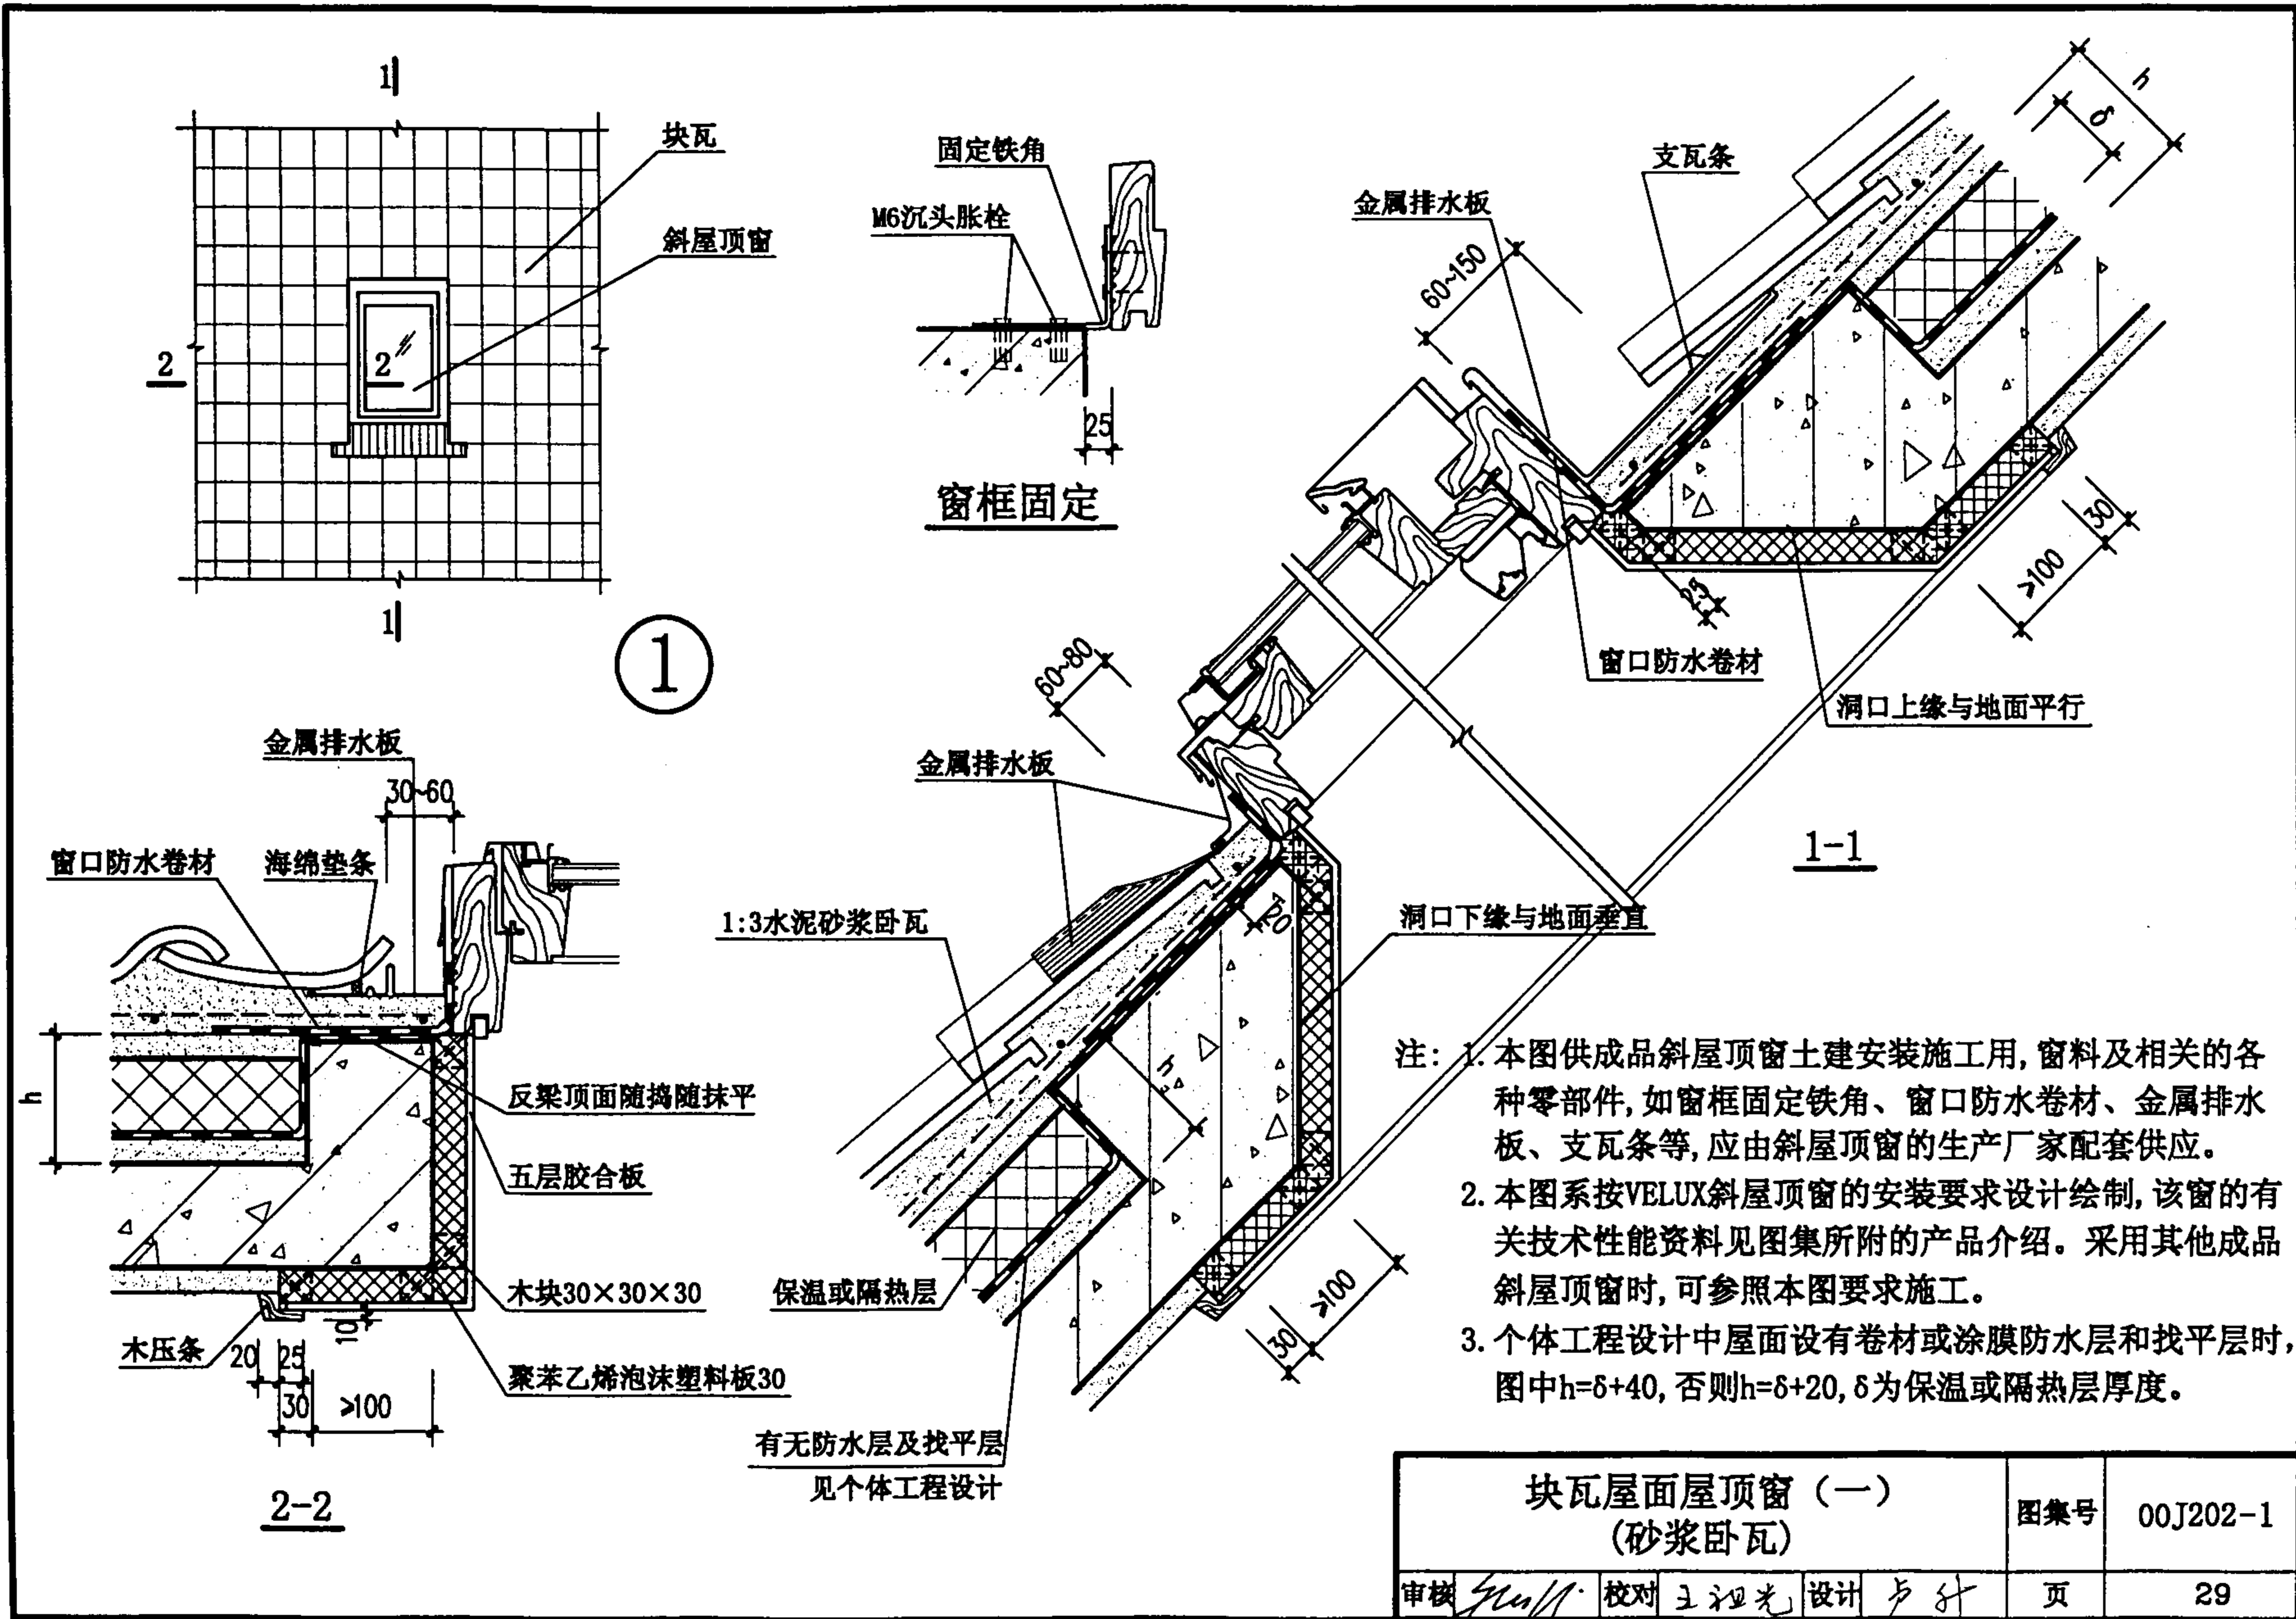 1
块瓦
斜屋顶窗
2
2
1
①
固定铁角
M6沉头胀栓
25
窗框固定
支瓦条
金属排水板
60~150
h
δ
30
>100
25
窗口防水卷材
洞口上缘与地面平行
1-1
60~80
金属排水板
1:3水泥砂浆卧瓦
20
洞口下缘与地面垂直
h
保温或隔热层
>100
30
有无防水层及找平层
见个体工程设计
金属排水板
30~60
窗口防水卷材
海绵垫条
h
反梁顶面随捣随抹平
五层胶合板
木块30×30×30
木压条
10
20
25
30
>100
聚苯乙烯泡沫塑料板30
2-2
注: 1. 本图供成品斜屋顶窗土建安装施工用, 窗料及相关的各
种零部件, 如窗框固定铁角、窗口防水卷材、金属排水
板、支瓦条等, 应由斜屋顶窗的生产厂家配套供应。
2. 本图系按VELUX斜屋顶窗的安装要求设计绘制, 该窗的有
关技术性能资料见图集所附的产品介绍。采用其他成品
斜屋顶窗时, 可参照本图要求施工。
3. 个体工程设计中屋面设有卷材或涂膜防水层和找平层时,
图中h=δ+40, 否则h=δ+20, δ为保温或隔热层厚度。
块瓦屋面屋顶窗（一）
(砂浆卧瓦)
图集号
00J202-1
审核
校对 王祖光 设计
页
29